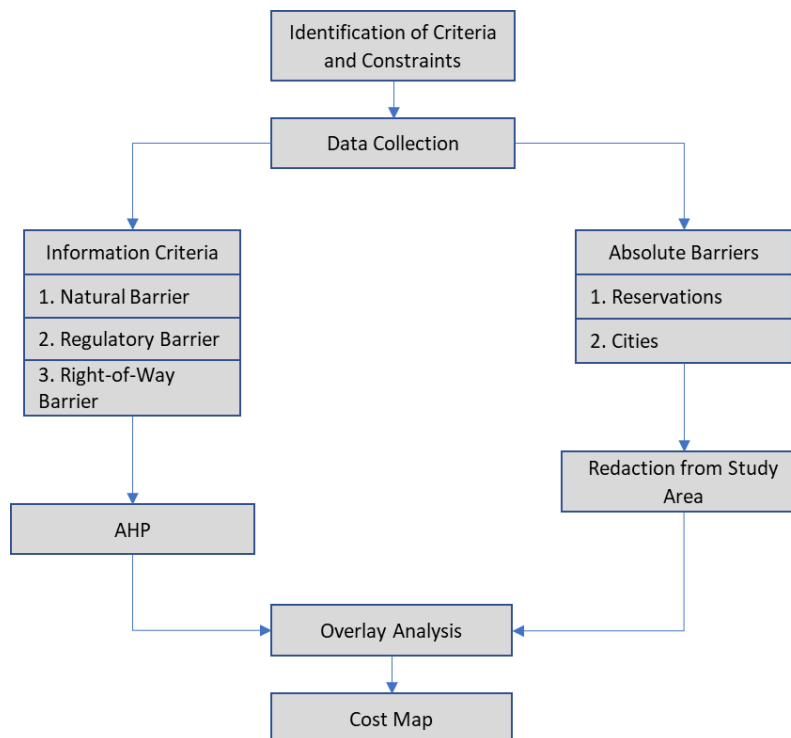 Identification of Criteria
and Constraints
Data Collection
Information Criteria
1. Natural Barrier
2. Regulatory Barrier
3. Right-of-Way
Barrier
Absolute Barriers
1. Reservations
2. Cities
Redaction from Study
Area
AHP
Overlay Analysis
Cost Map